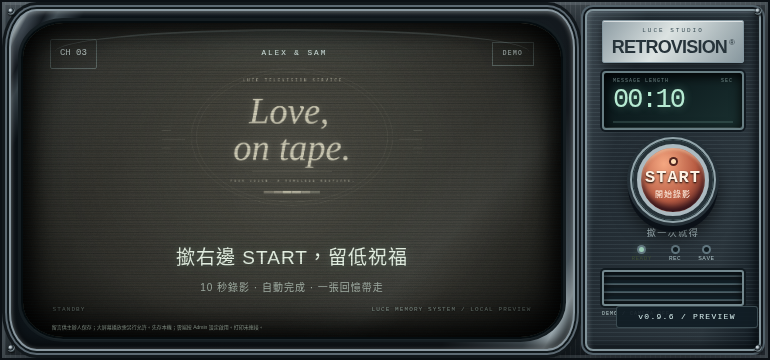 CH 03
ALEX & SAM
DEMO
Love,
on tape.
撳右邊 START，留低祝福
10 秒錄影 · 自動完成 · 一張回憶帶走
STANDBY
LUCE MEMORY SYSTEM / LOCAL PREVIEW
LUCE STUDIO
RETROVISION®
MESSAGE LENGTH
SEC
00:10
START
開始錄影
撳一次就得
REC
SAVE
DEMO
v0.9.6 / PREVIEW